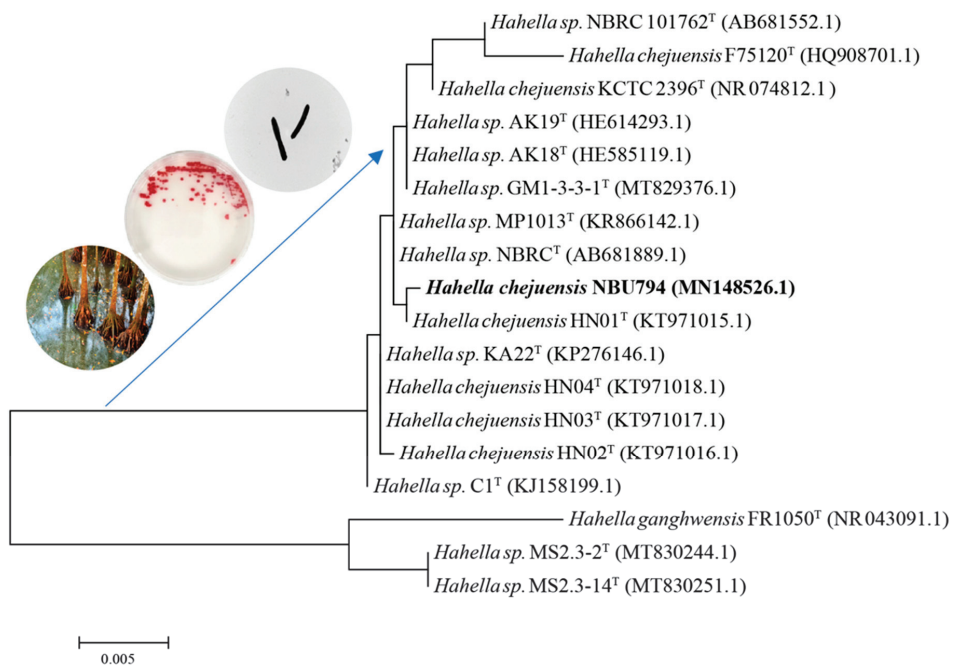 Hahella sp. NBRC 101762ᵀ (AB681552.1)
Hahella chejuensis F75120ᵀ (HQ908701.1)
Hahella chejuensis KCTC 2396ᵀ (NR 074812.1)
Hahella sp. AK19ᵀ (HE614293.1)
Hahella sp. AK18ᵀ (HE585119.1)
Hahella sp. GM1-3-3-1ᵀ (MT829376.1)
Hahella sp. MP1013ᵀ (KR866142.1)
Hahella sp. NBRCᵀ (AB681889.1)
Hahella chejuensis NBU794 (MN148526.1)
Hahella chejuensis HN01ᵀ (KT971015.1)
Hahella sp. KA22ᵀ (KP276146.1)
Hahella chejuensis HN04ᵀ (KT971018.1)
Hahella chejuensis HN03ᵀ (KT971017.1)
Hahella chejuensis HN02ᵀ (KT971016.1)
Hahella sp. C1ᵀ (KJ158199.1)
Hahella ganghwensis FR1050ᵀ (NR 043091.1)
Hahella sp. MS2.3-2ᵀ (MT830244.1)
Hahella sp. MS2.3-14ᵀ (MT830251.1)
0.005